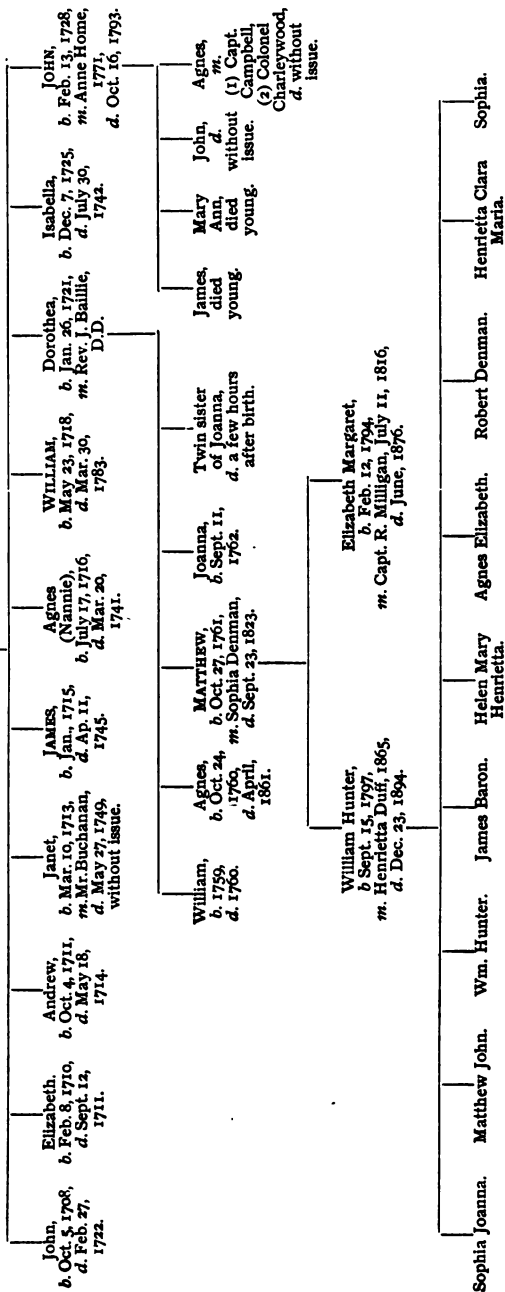 John,
b. Oct. 5, 1708,
d. Feb. 27,
1722.
Elizabeth.
b. Feb. 8, 1710,
d. Sept. 12,
1711.
Andrew,
b. Oct. 4, 1711,
d. May 18,
1714.
Janet,
b. Mar. 10, 1713,
m. Mr. Buchanan,
d. May 27, 1749,
without issue.
JAMES,
b. Jan., 1715,
d. Ap. 11,
1745.
Agnes
(Nannie),
b. July 17, 1716,
d. Mar. 20,
1741.
WILLIAM,
b. May 23, 1718,
d. Mar. 30,
1783.
Dorothea,
b. Jan. 26, 1721,
m. Rev. J. Baillie,
D.D.
Isabella,
b. Dec. 7, 1725,
d. July 30,
1742.
JOHN,
b. Feb. 13, 1728,
m. Anne Home,
1771,
d. Oct. 16, 1793.
William,
b. 1759,
d. 1760.
Agnes,
b. Oct. 24,
1760,
d. April,
1861.
MATTHEW,
b. Oct. 27, 1761,
m. Sophia Denman,
d. Sept. 23, 1823.
Joanna,
b. Sept. 11,
1762.
Twin sister
of Joanna,
d. a few hours
after birth.
James,
died
young.
Mary
Ann,
died
young.
John,
d.
without
issue.
Agnes,
m.
(1) Capt.
Campbell,
(2) Colonel
Charleywood,
d. without
issue.
William Hunter,
b Sept. 15, 1797,
m. Henrietta Duff, 1865,
d. Dec. 23, 1894.
Elizabeth Margaret,
b. Feb. 12, 1794,
m. Capt. R. Milligan, July 11, 1816,
d. June, 1876.
Sophia Joanna.
Matthew John.
Wm. Hunter.
James Baron.
Helen Mary
Henrietta.
Agnes Elizabeth.
Robert Denman.
Henrietta Clara
Maria.
Sophia.